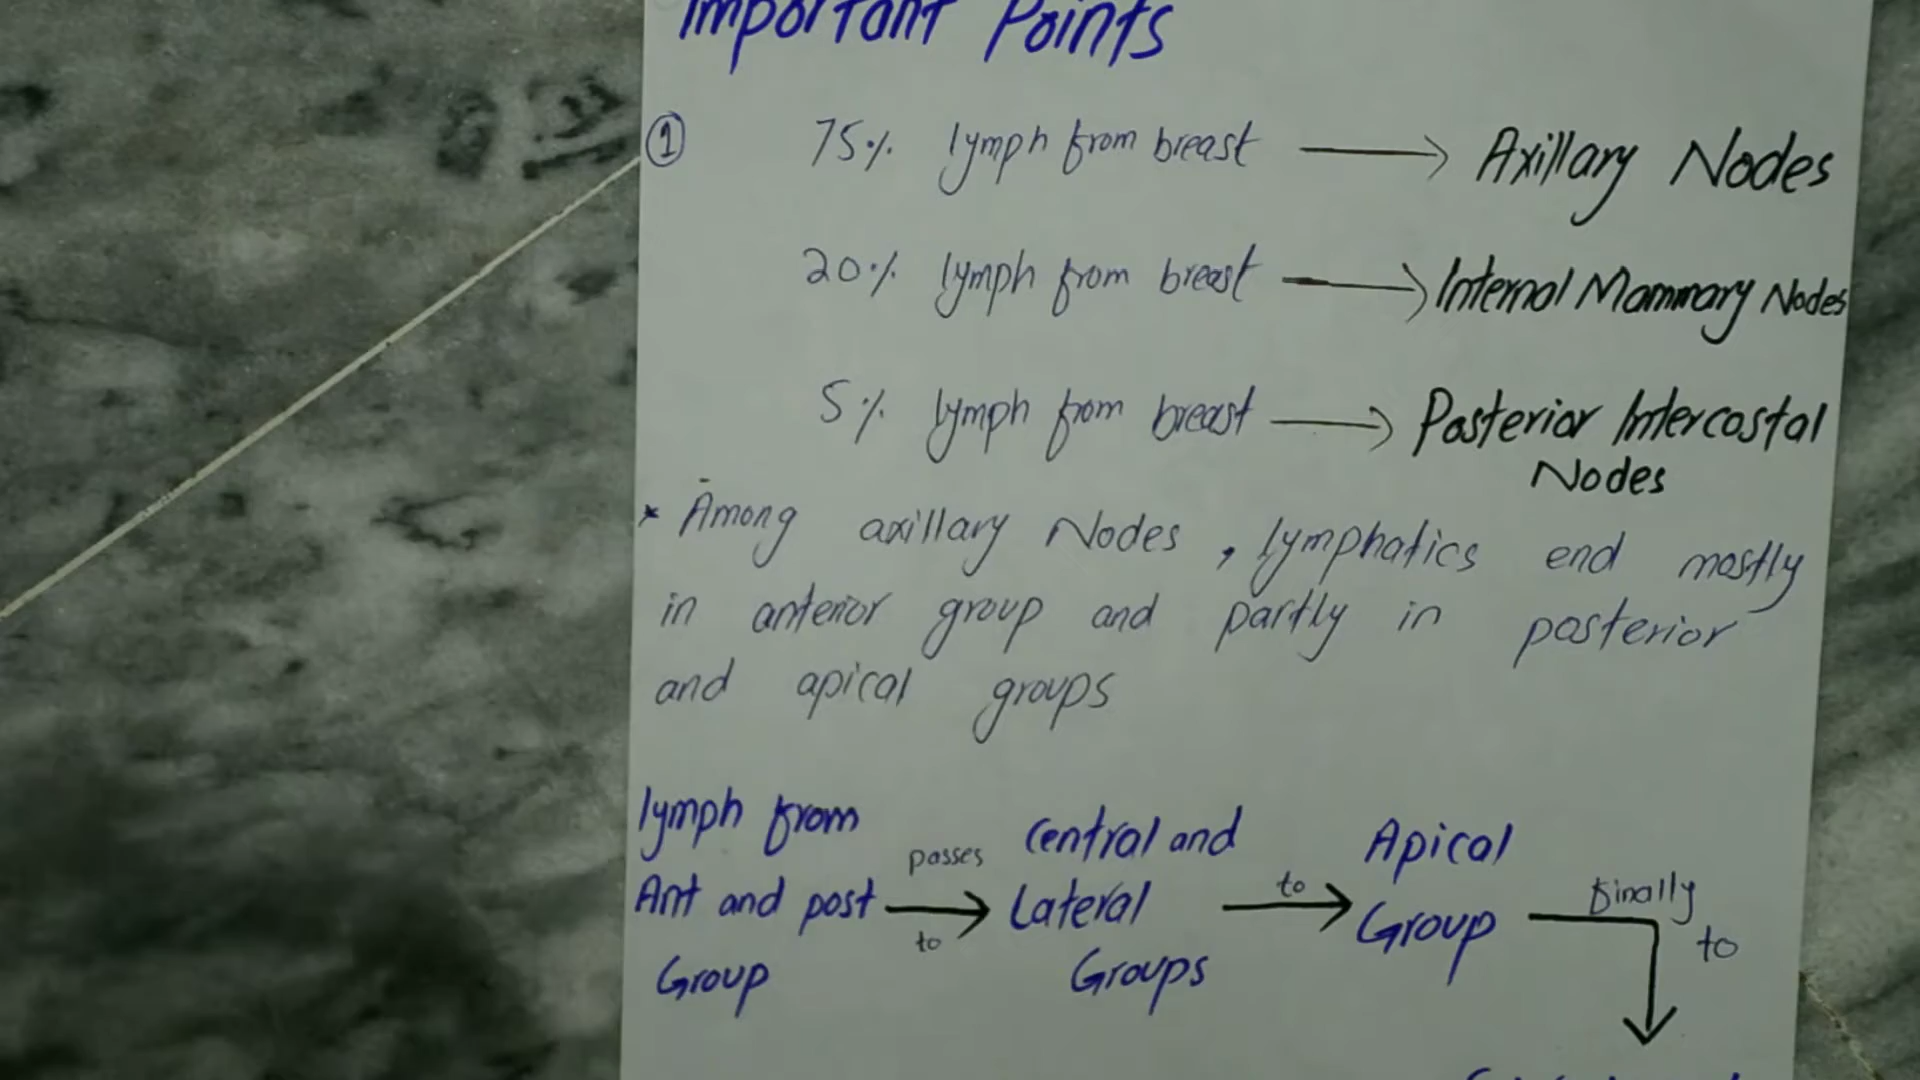 Important Points
① 75% lymph from breast → Axillary Nodes
20% lymph from breast → Internal Mammary Nodes
5% lymph from breast → Posterior Intercostal
Nodes
* Among axillary Nodes, lymphatics end mostly
in anterior group and partly in posterior
and apical groups
lymph from
Ant and post
Group
passes
to
→
Central and
Lateral
Groups
to
→
Apical
Group
finally
to
↓